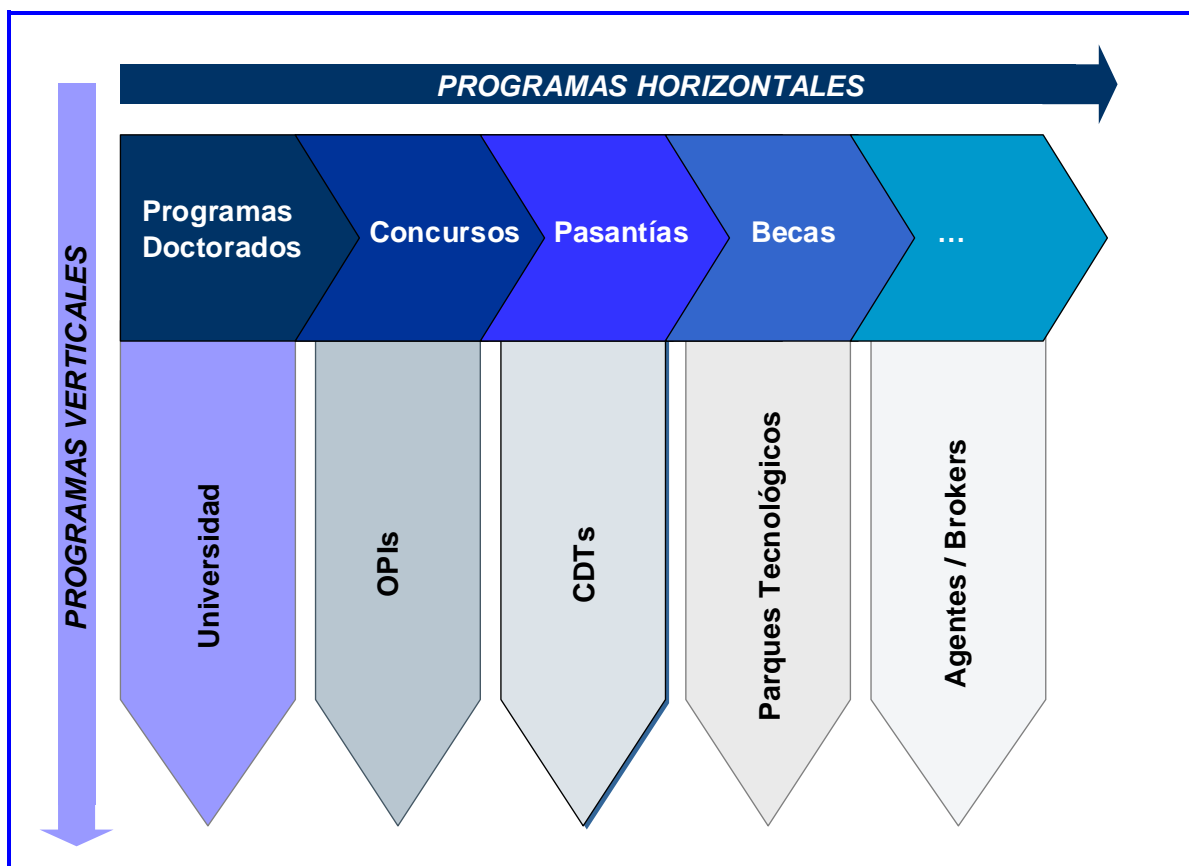 PROGRAMAS HORIZONTALES
PROGRAMAS VERTICALES
Programas
Doctorados
Concursos
Pasantías
Becas
...
Universidad
OPIs
CDTs
Parques Tecnológicos
Agentes / Brokers